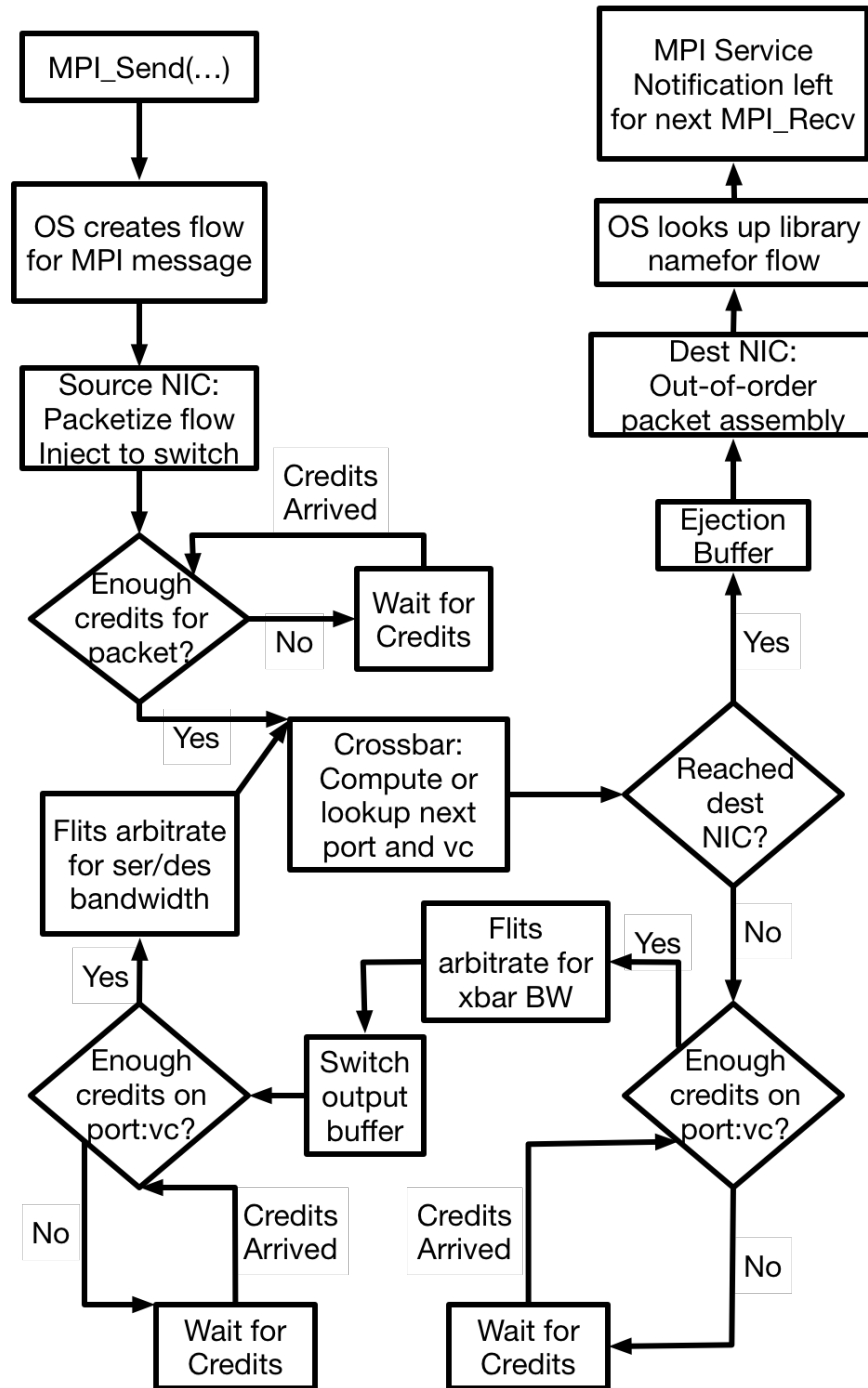 MPI_Send(…)
OS creates flow
for MPI message
Source NIC:
Packetize flow
Inject to switch
Credits
Arrived
Enough
credits for
packet?
No
Wait for
Credits
Yes
Crossbar:
Compute or
lookup next
port and vc
Flits arbitrate
for ser/des
bandwidth
Yes
Enough
credits on
port:vc?
No
Credits
Arrived
Wait for
Credits
Switch
output
buffer
Flits
arbitrate for
xbar BW
Yes
MPI Service
Notification left
for next MPI_Recv
OS looks up library
namefor flow
Dest NIC:
Out-of-order
packet assembly
Ejection
Buffer
Yes
Reached
dest
NIC?
No
Enough
credits on
port:vc?
Credits
Arrived
No
Wait for
Credits